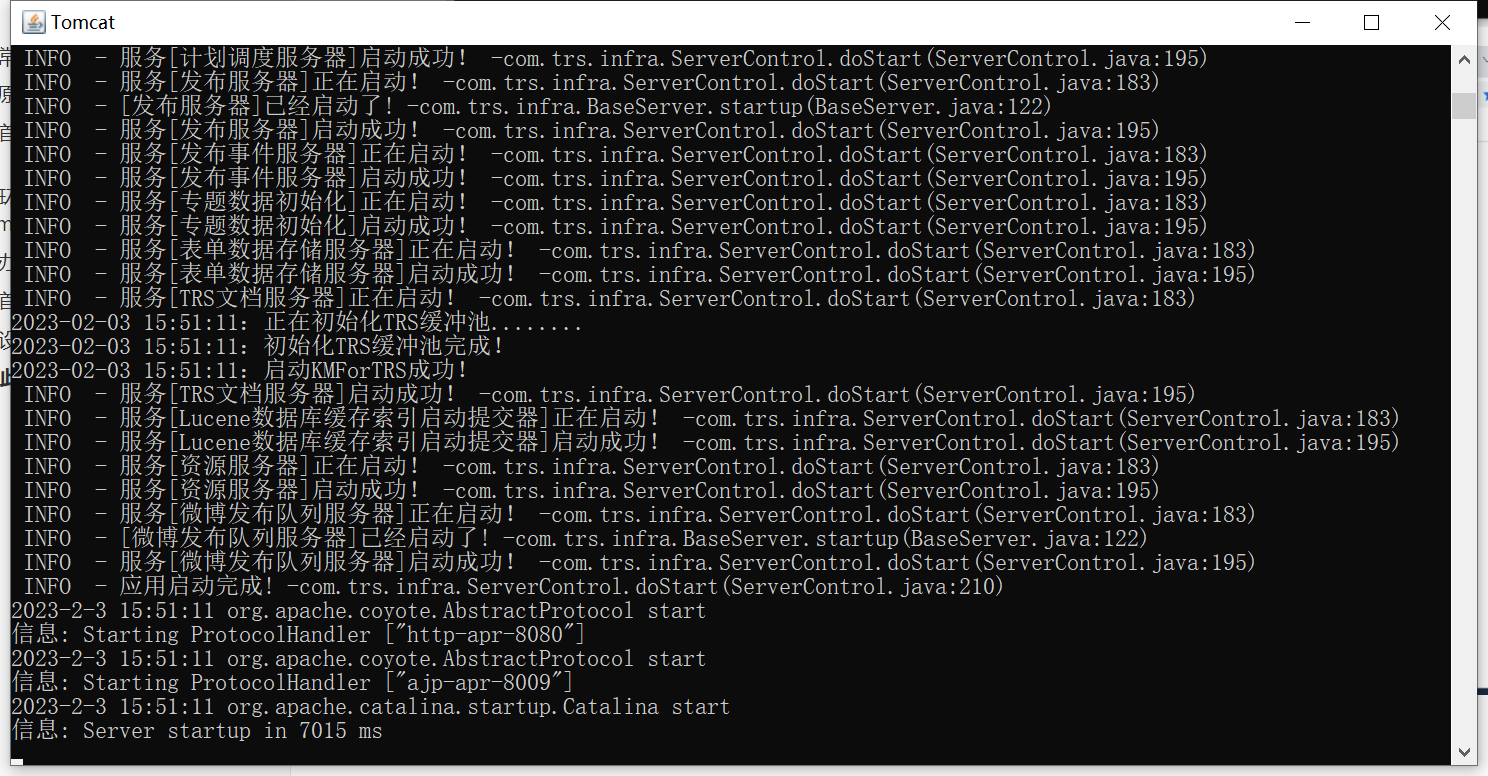 Tomcat
INFO - 服务[计划调度服务器]启动成功! -com.trs.infra.ServerControl.doStart(ServerControl.java:195)
INFO - 服务[发布服务器]正在启动! -com.trs.infra.ServerControl.doStart(ServerControl.java:183)
INFO - [发布服务器]已经启动了!-com.trs.infra.BaseServer.startup(BaseServer.java:122)
INFO - 服务[发布服务器]启动成功! -com.trs.infra.ServerControl.doStart(ServerControl.java:195)
INFO - 服务[发布事件服务器]正在启动! -com.trs.infra.ServerControl.doStart(ServerControl.java:183)
INFO - 服务[发布事件服务器]启动成功! -com.trs.infra.ServerControl.doStart(ServerControl.java:195)
INFO - 服务[专题数据初始化]正在启动! -com.trs.infra.ServerControl.doStart(ServerControl.java:183)
INFO - 服务[专题数据初始化]启动成功! -com.trs.infra.ServerControl.doStart(ServerControl.java:195)
INFO - 服务[表单数据存储服务器]正在启动! -com.trs.infra.ServerControl.doStart(ServerControl.java:183)
INFO - 服务[表单数据存储服务器]启动成功! -com.trs.infra.ServerControl.doStart(ServerControl.java:195)
INFO - 服务[TRS文档服务器]正在启动! -com.trs.infra.ServerControl.doStart(ServerControl.java:183)
2023-02-03 15:51:11: 正在初始化TRS缓冲池........
2023-02-03 15:51:11: 初始化TRS缓冲池完成!
2023-02-03 15:51:11: 启动KMForTRS成功!
INFO - 服务[TRS文档服务器]启动成功! -com.trs.infra.ServerControl.doStart(ServerControl.java:195)
INFO - 服务[Lucene数据库缓存索引启动提交器]正在启动! -com.trs.infra.ServerControl.doStart(ServerControl.java:183)
INFO - 服务[Lucene数据库缓存索引启动提交器]启动成功! -com.trs.infra.ServerControl.doStart(ServerControl.java:195)
INFO - 服务[资源服务器]正在启动! -com.trs.infra.ServerControl.doStart(ServerControl.java:183)
INFO - 服务[资源服务器]启动成功! -com.trs.infra.ServerControl.doStart(ServerControl.java:195)
INFO - 服务[微博发布队列服务器]正在启动! -com.trs.infra.ServerControl.doStart(ServerControl.java:183)
INFO - [微博发布队列服务器]已经启动了!-com.trs.infra.BaseServer.startup(BaseServer.java:122)
INFO - 服务[微博发布队列服务器]启动成功! -com.trs.infra.ServerControl.doStart(ServerControl.java:195)
INFO - 应用启动完成!-com.trs.infra.ServerControl.doStart(ServerControl.java:210)
2023-2-3 15:51:11 org.apache.coyote.AbstractProtocol start
信息: Starting ProtocolHandler ["http-apr-8080"]
2023-2-3 15:51:11 org.apache.coyote.AbstractProtocol start
信息: Starting ProtocolHandler ["ajp-apr-8009"]
2023-2-3 15:51:11 org.apache.catalina.startup.Catalina start
信息: Server startup in 7015 ms